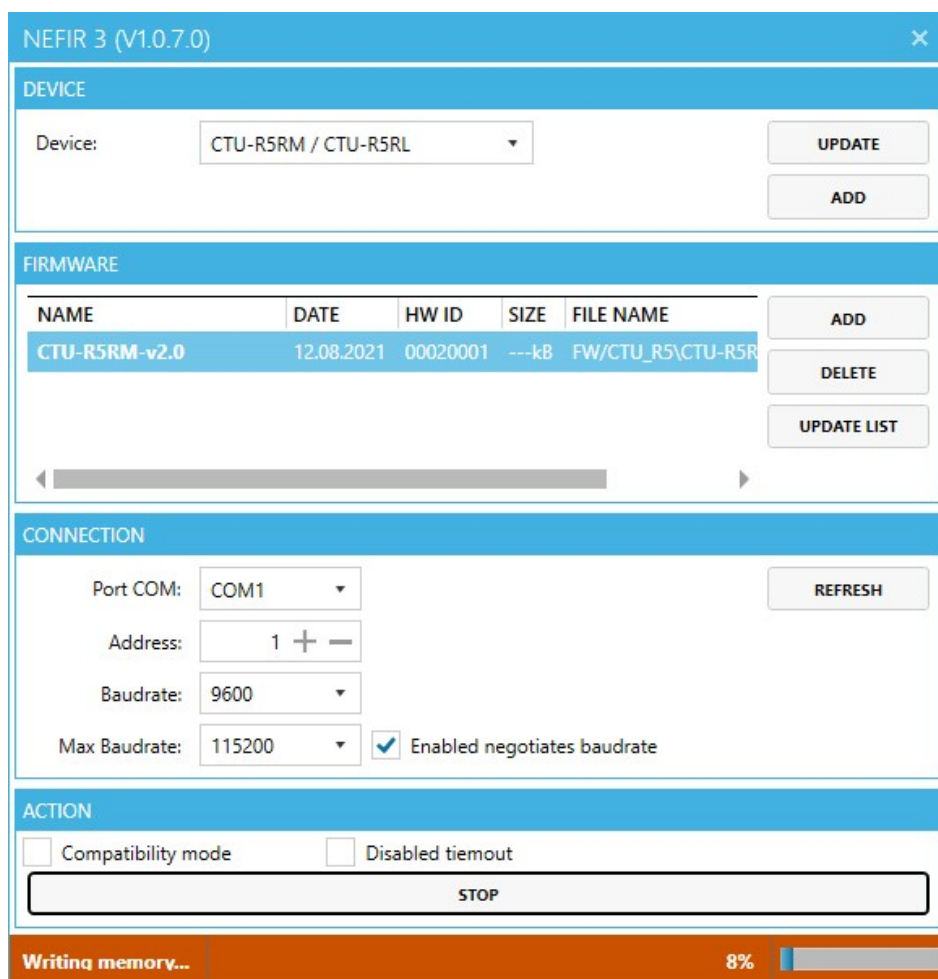 NEFIR 3 (V1.0.7.0)
DEVICE
Device: CTU-R5RM / CTU-R5RL UPDATE
ADD
FIRMWARE
NAME DATE HW ID SIZE FILE NAME ADD
CTU-R5RM-v2.0 12.08.2021 00020001 ---kB FW/CTU_R5\CTU-R5R
DELETE
UPDATE LIST
CONNECTION
Port COM: COM1 REFRESH
Address: 1
Baudrate: 9600
Max Baudrate: 115200 Enabled negotiates baudrate
ACTION
Compatibility mode Disabled tiemout
STOP
Writing memory... 8%